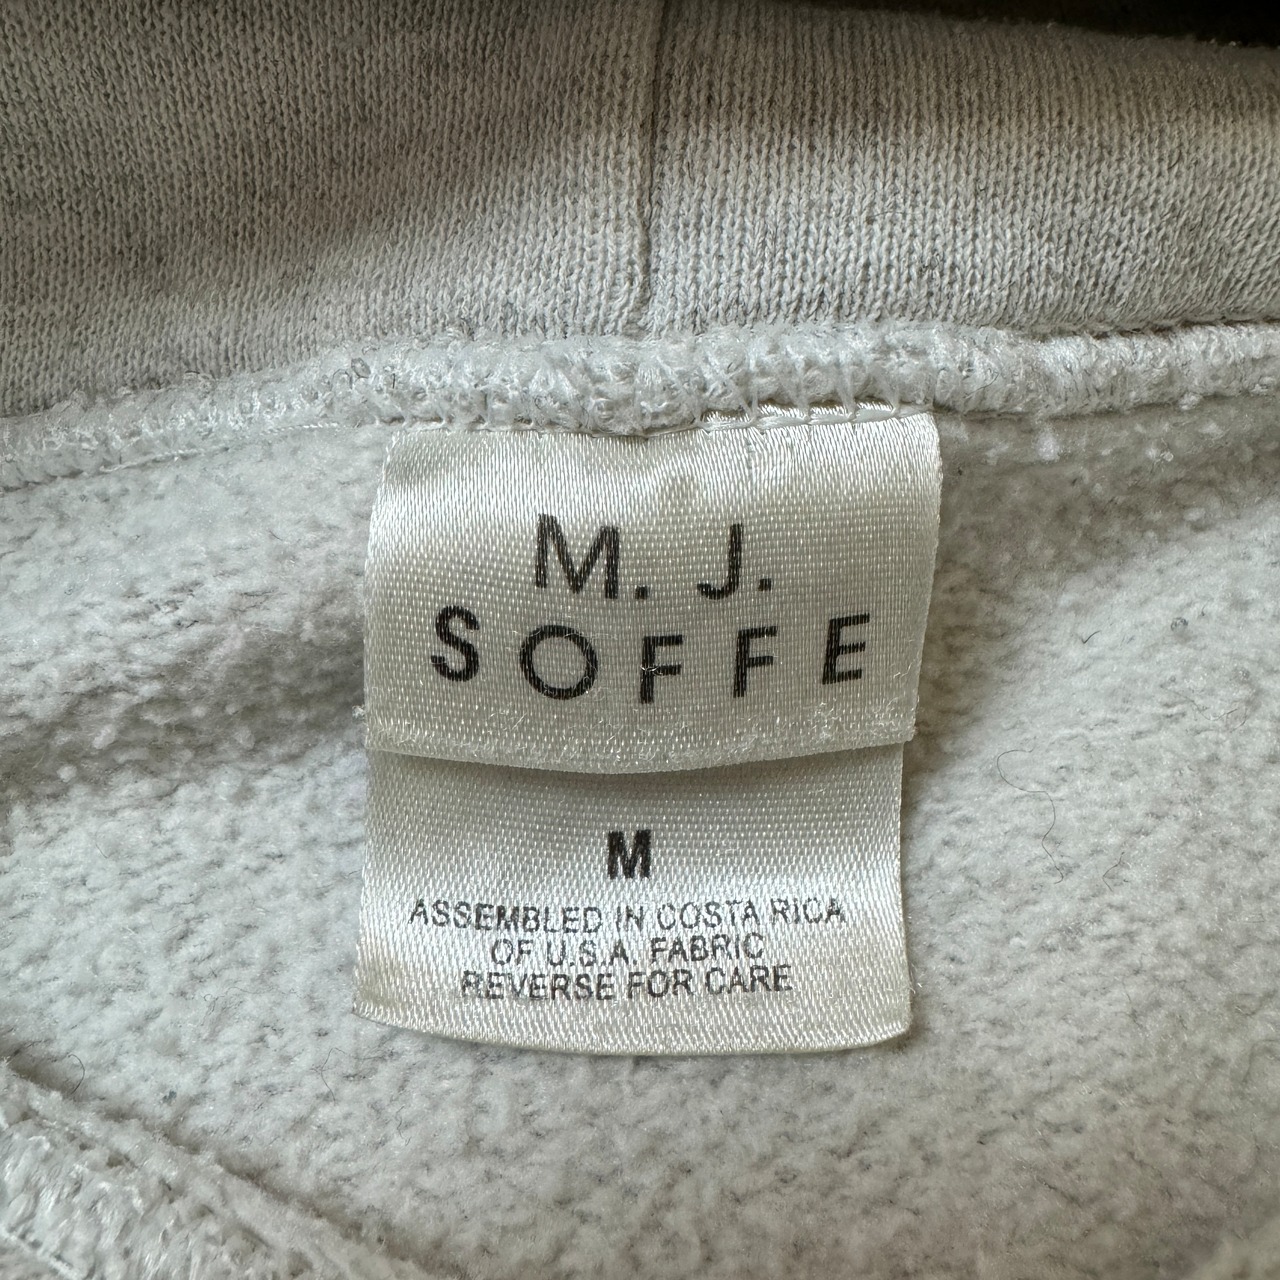 M. J.
SOFFE
M
ASSEMBLED IN COSTA RICA
OF U.S.A. FABRIC
REVERSE FOR CARE